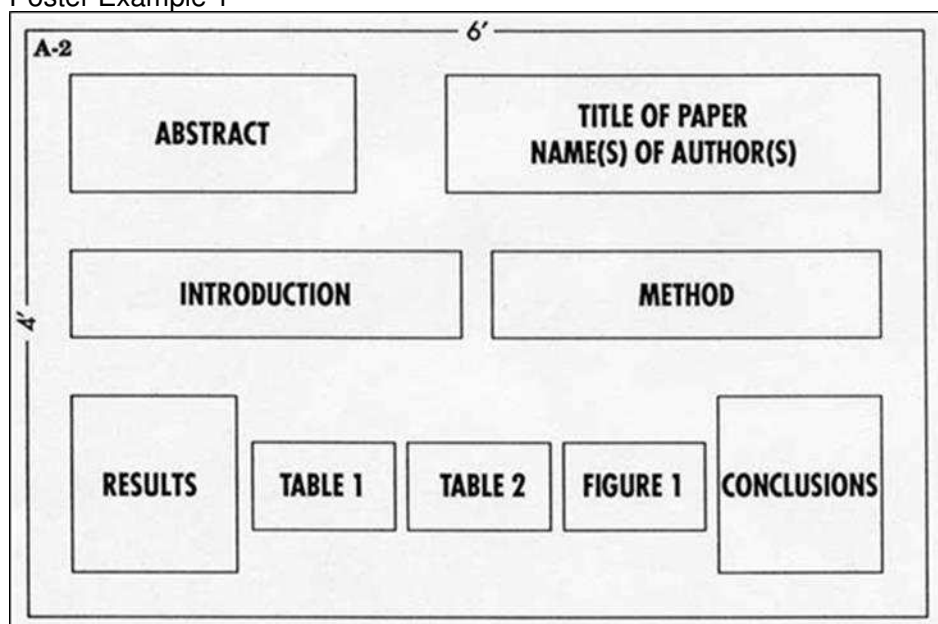 Poster Example 1
6'
A-2
ABSTRACT
TITLE OF PAPER
NAME(S) OF AUTHOR(S)
INTRODUCTION
METHOD
4'
RESULTS
TABLE 1
TABLE 2
FIGURE 1
CONCLUSIONS